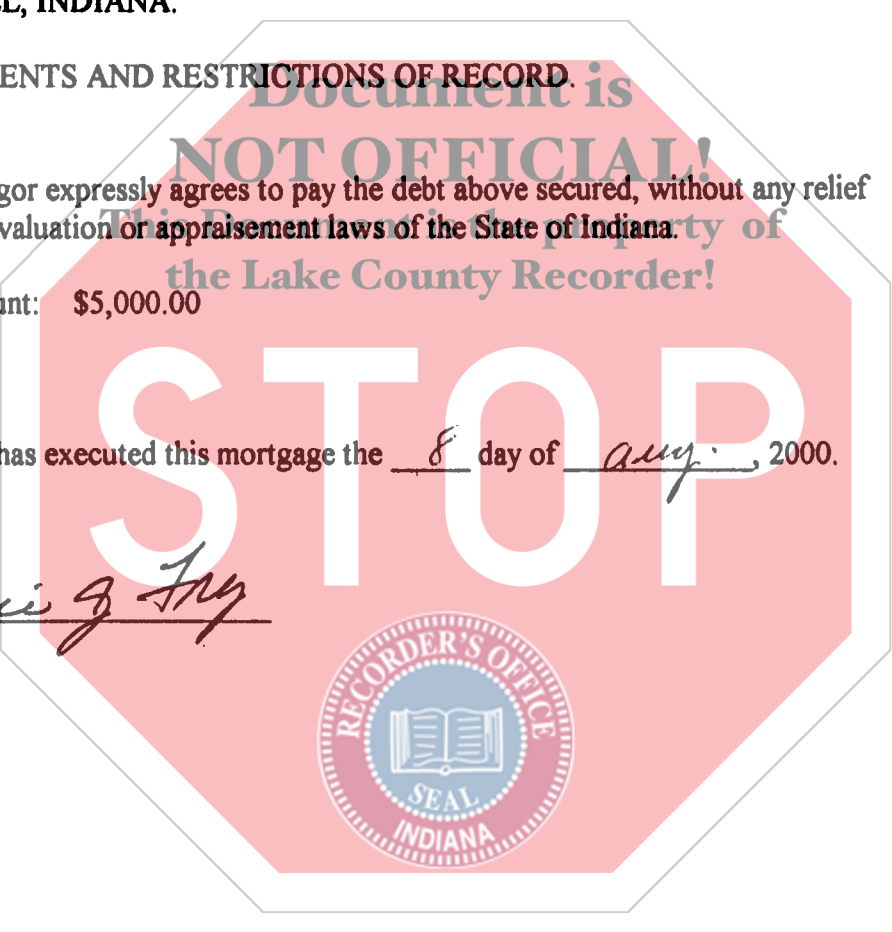 LL, INDIANA.
ENTS AND RESTRICTIONS OF RECORD.
Document is
NOT OFFICIAL!
gor expressly agrees to pay the debt above secured, without any relief
This Document is the property of
valuation or appraisement laws of the State of Indiana.
the Lake County Recorder!
unt: $5,000.00
STOP
has executed this mortgage the 8 day of Aug. , 2000.
J Fry
RECORDER'S OFFICE
SEAL
INDIANA